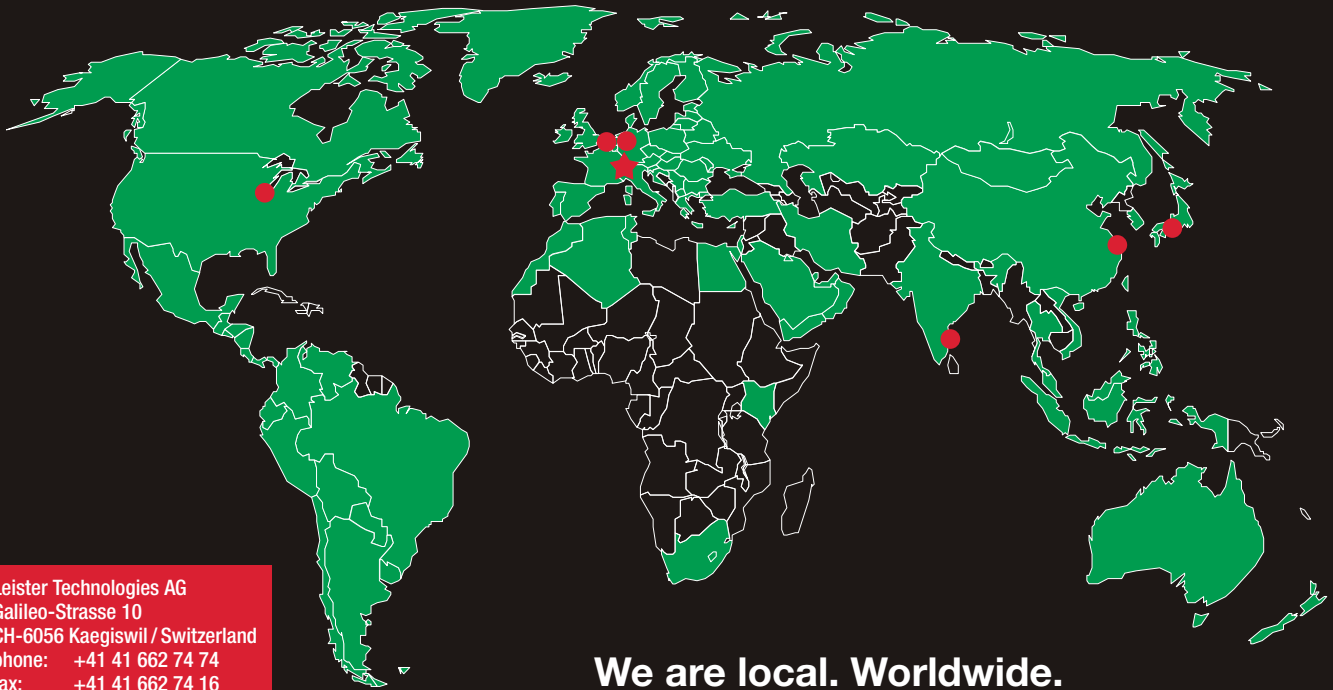 Leister Technologies AG
Galileo-Strasse 10
CH-6056 Kaegiswil / Switzerland
phone: +41 41 662 74 74
fax: +41 41 662 74 16
We are local. Worldwide.